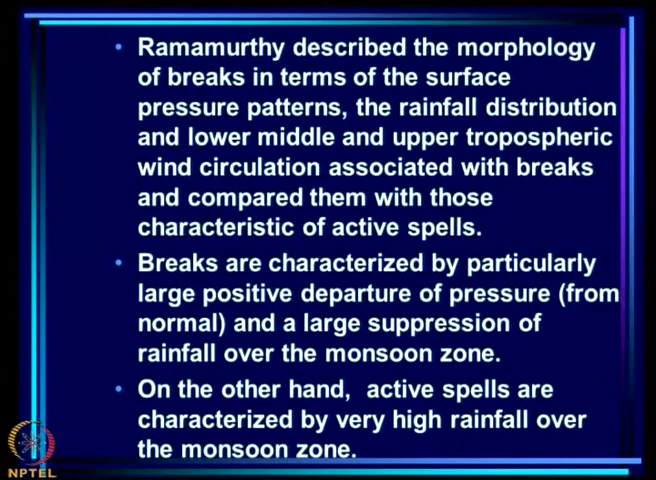 • Ramamurthy described the morphology
of breaks in terms of the surface
pressure patterns, the rainfall distribution
and lower middle and upper tropospheric
wind circulation associated with breaks
and compared them with those
characteristic of active spells.
• Breaks are characterized by particularly
large positive departure of pressure (from
normal) and a large suppression of
rainfall over the monsoon zone.
• On the other hand, active spells are
characterized by very high rainfall over
the monsoon zone.
NPTEL